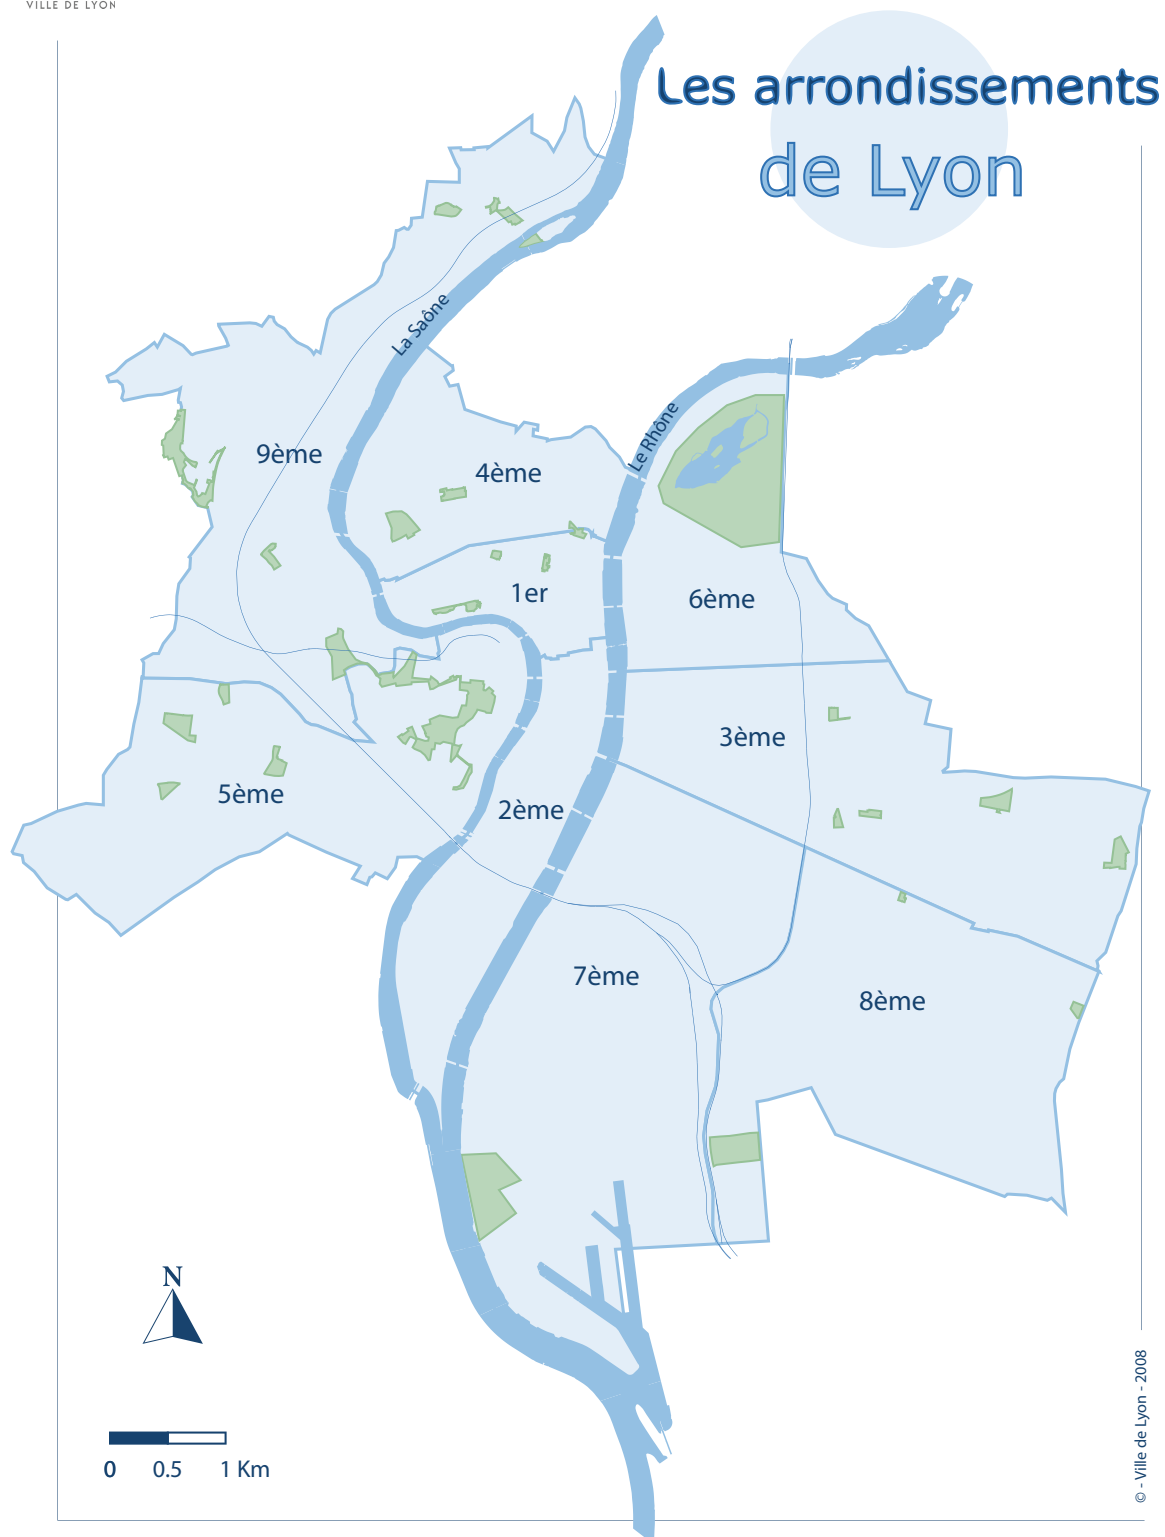 VILLE DE LYON
Les arrondissements
de Lyon
La Saône
Le Rhône
9ème
4ème
1er
6ème
3ème
5ème
2ème
7ème
8ème
N
0 0.5 1 Km
© - Ville de Lyon - 2008